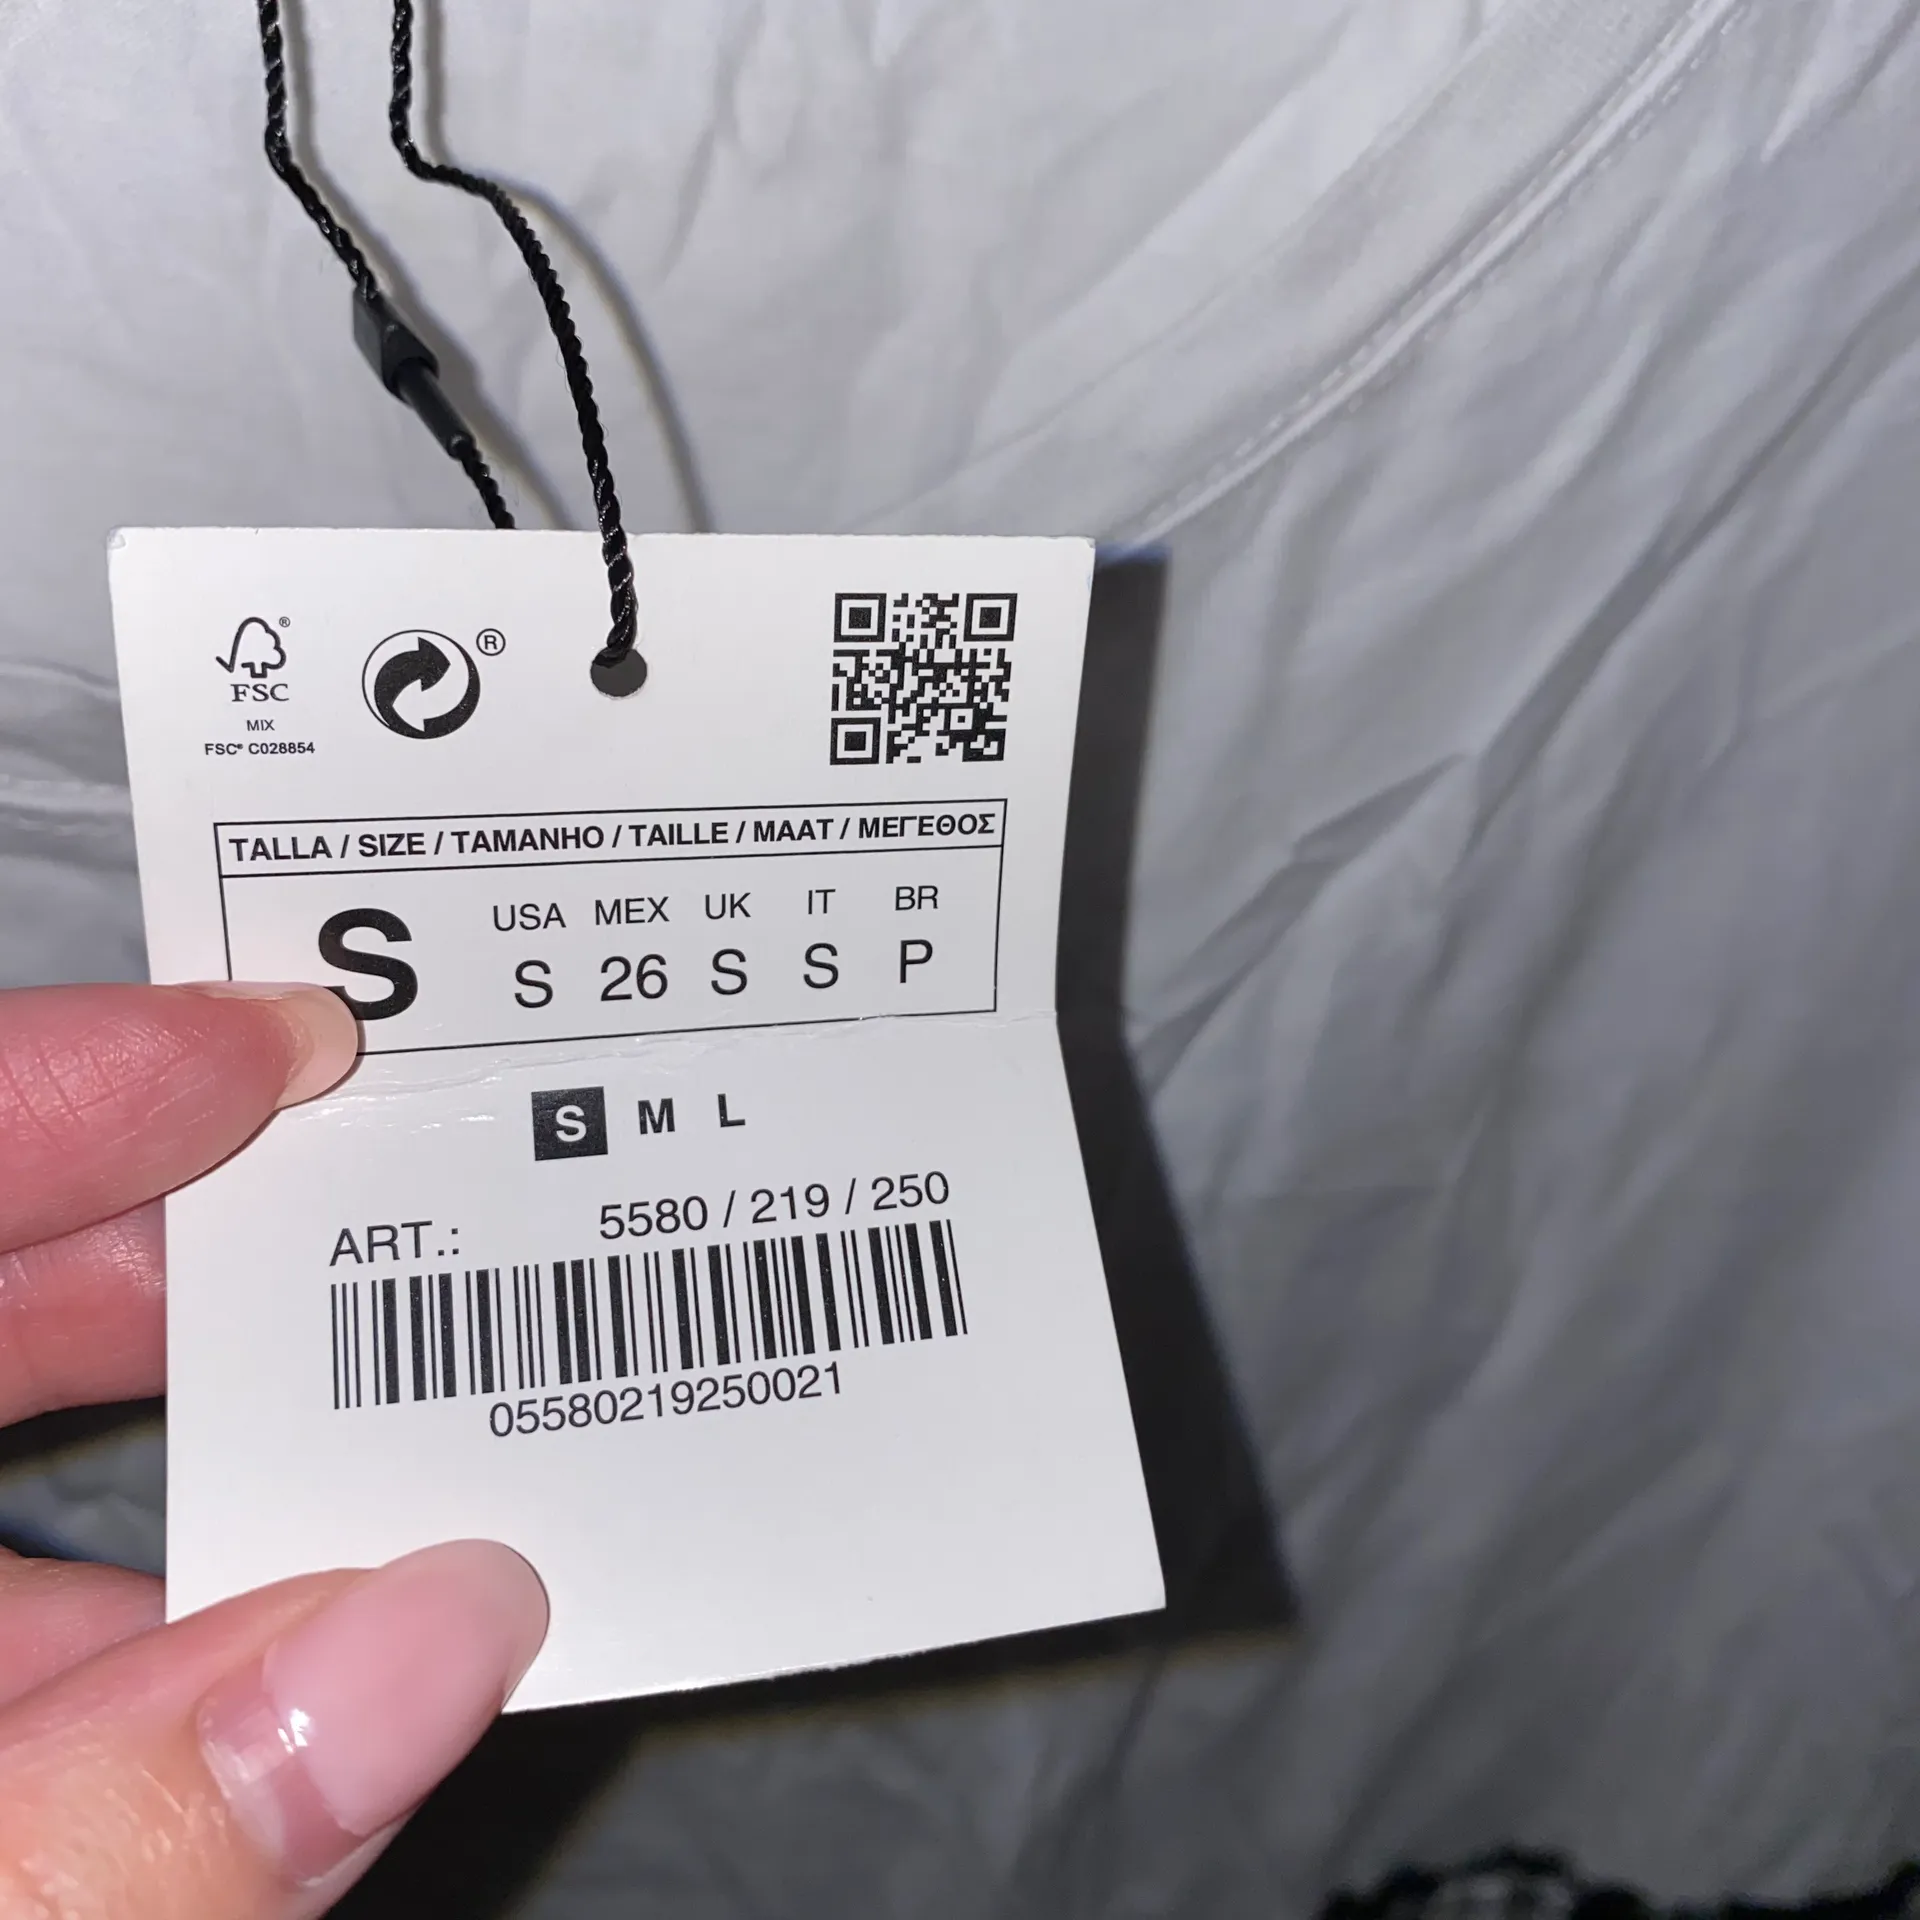 FSC®
MIX
FSC® C028854
®
TALLA / SIZE / TAMANHO / TAILLE / MAAT / ΜΕΓΕΘΟΣ
USA MEX UK IT BR
S S 26 S S P
S M L
ART.: 5580 / 219 / 250
05580219250021